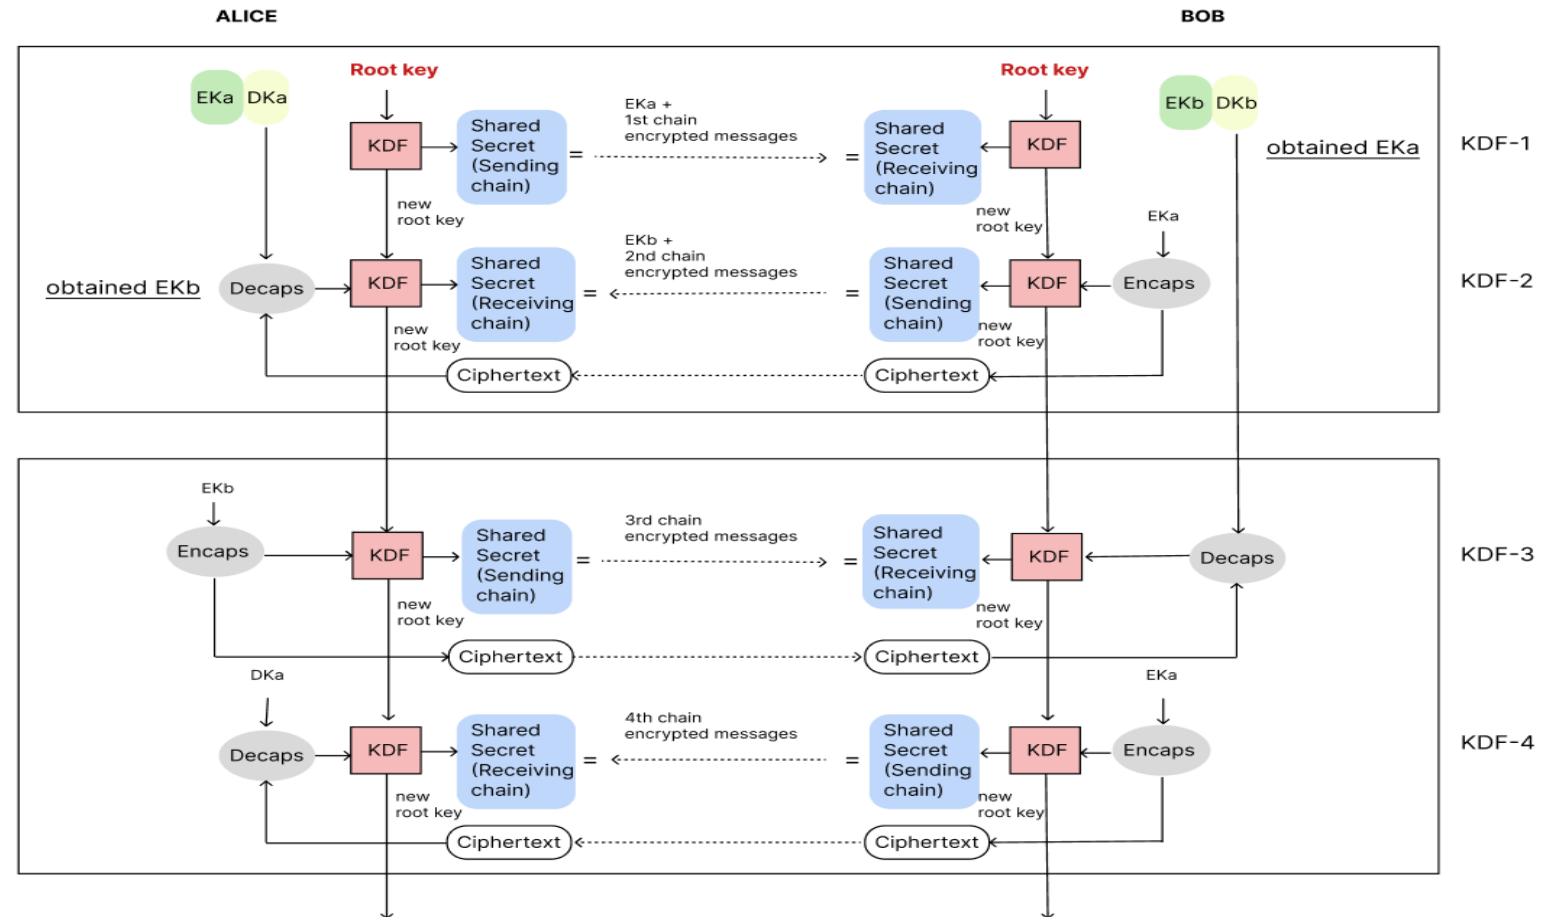 ALICE
BOB
EKa
DKa
Root key
EKa +
1st chain
encrypted messages
Root key
EKb
DKb
KDF
Shared
Secret
(Sending
chain)
=
=
Shared
Secret
(Receiving
chain)
KDF
obtained EKa
KDF-1
new
root key
new
root key
EKa
obtained EKb
Decaps
KDF
Shared
Secret
(Receiving
chain)
=
EKb +
2nd chain
encrypted messages
=
Shared
Secret
(Sending
chain)
KDF
Encaps
KDF-2
new
root key
new
root key
Ciphertext
Ciphertext
EKb
Encaps
KDF
Shared
Secret
(Sending
chain)
=
3rd chain
encrypted messages
=
Shared
Secret
(Receiving
chain)
KDF
Decaps
KDF-3
new
root key
new
root key
Ciphertext
Ciphertext
DKa
EKa
Decaps
KDF
Shared
Secret
(Receiving
chain)
=
4th chain
encrypted messages
=
Shared
Secret
(Sending
chain)
KDF
Encaps
KDF-4
new
root key
new
root key
Ciphertext
Ciphertext